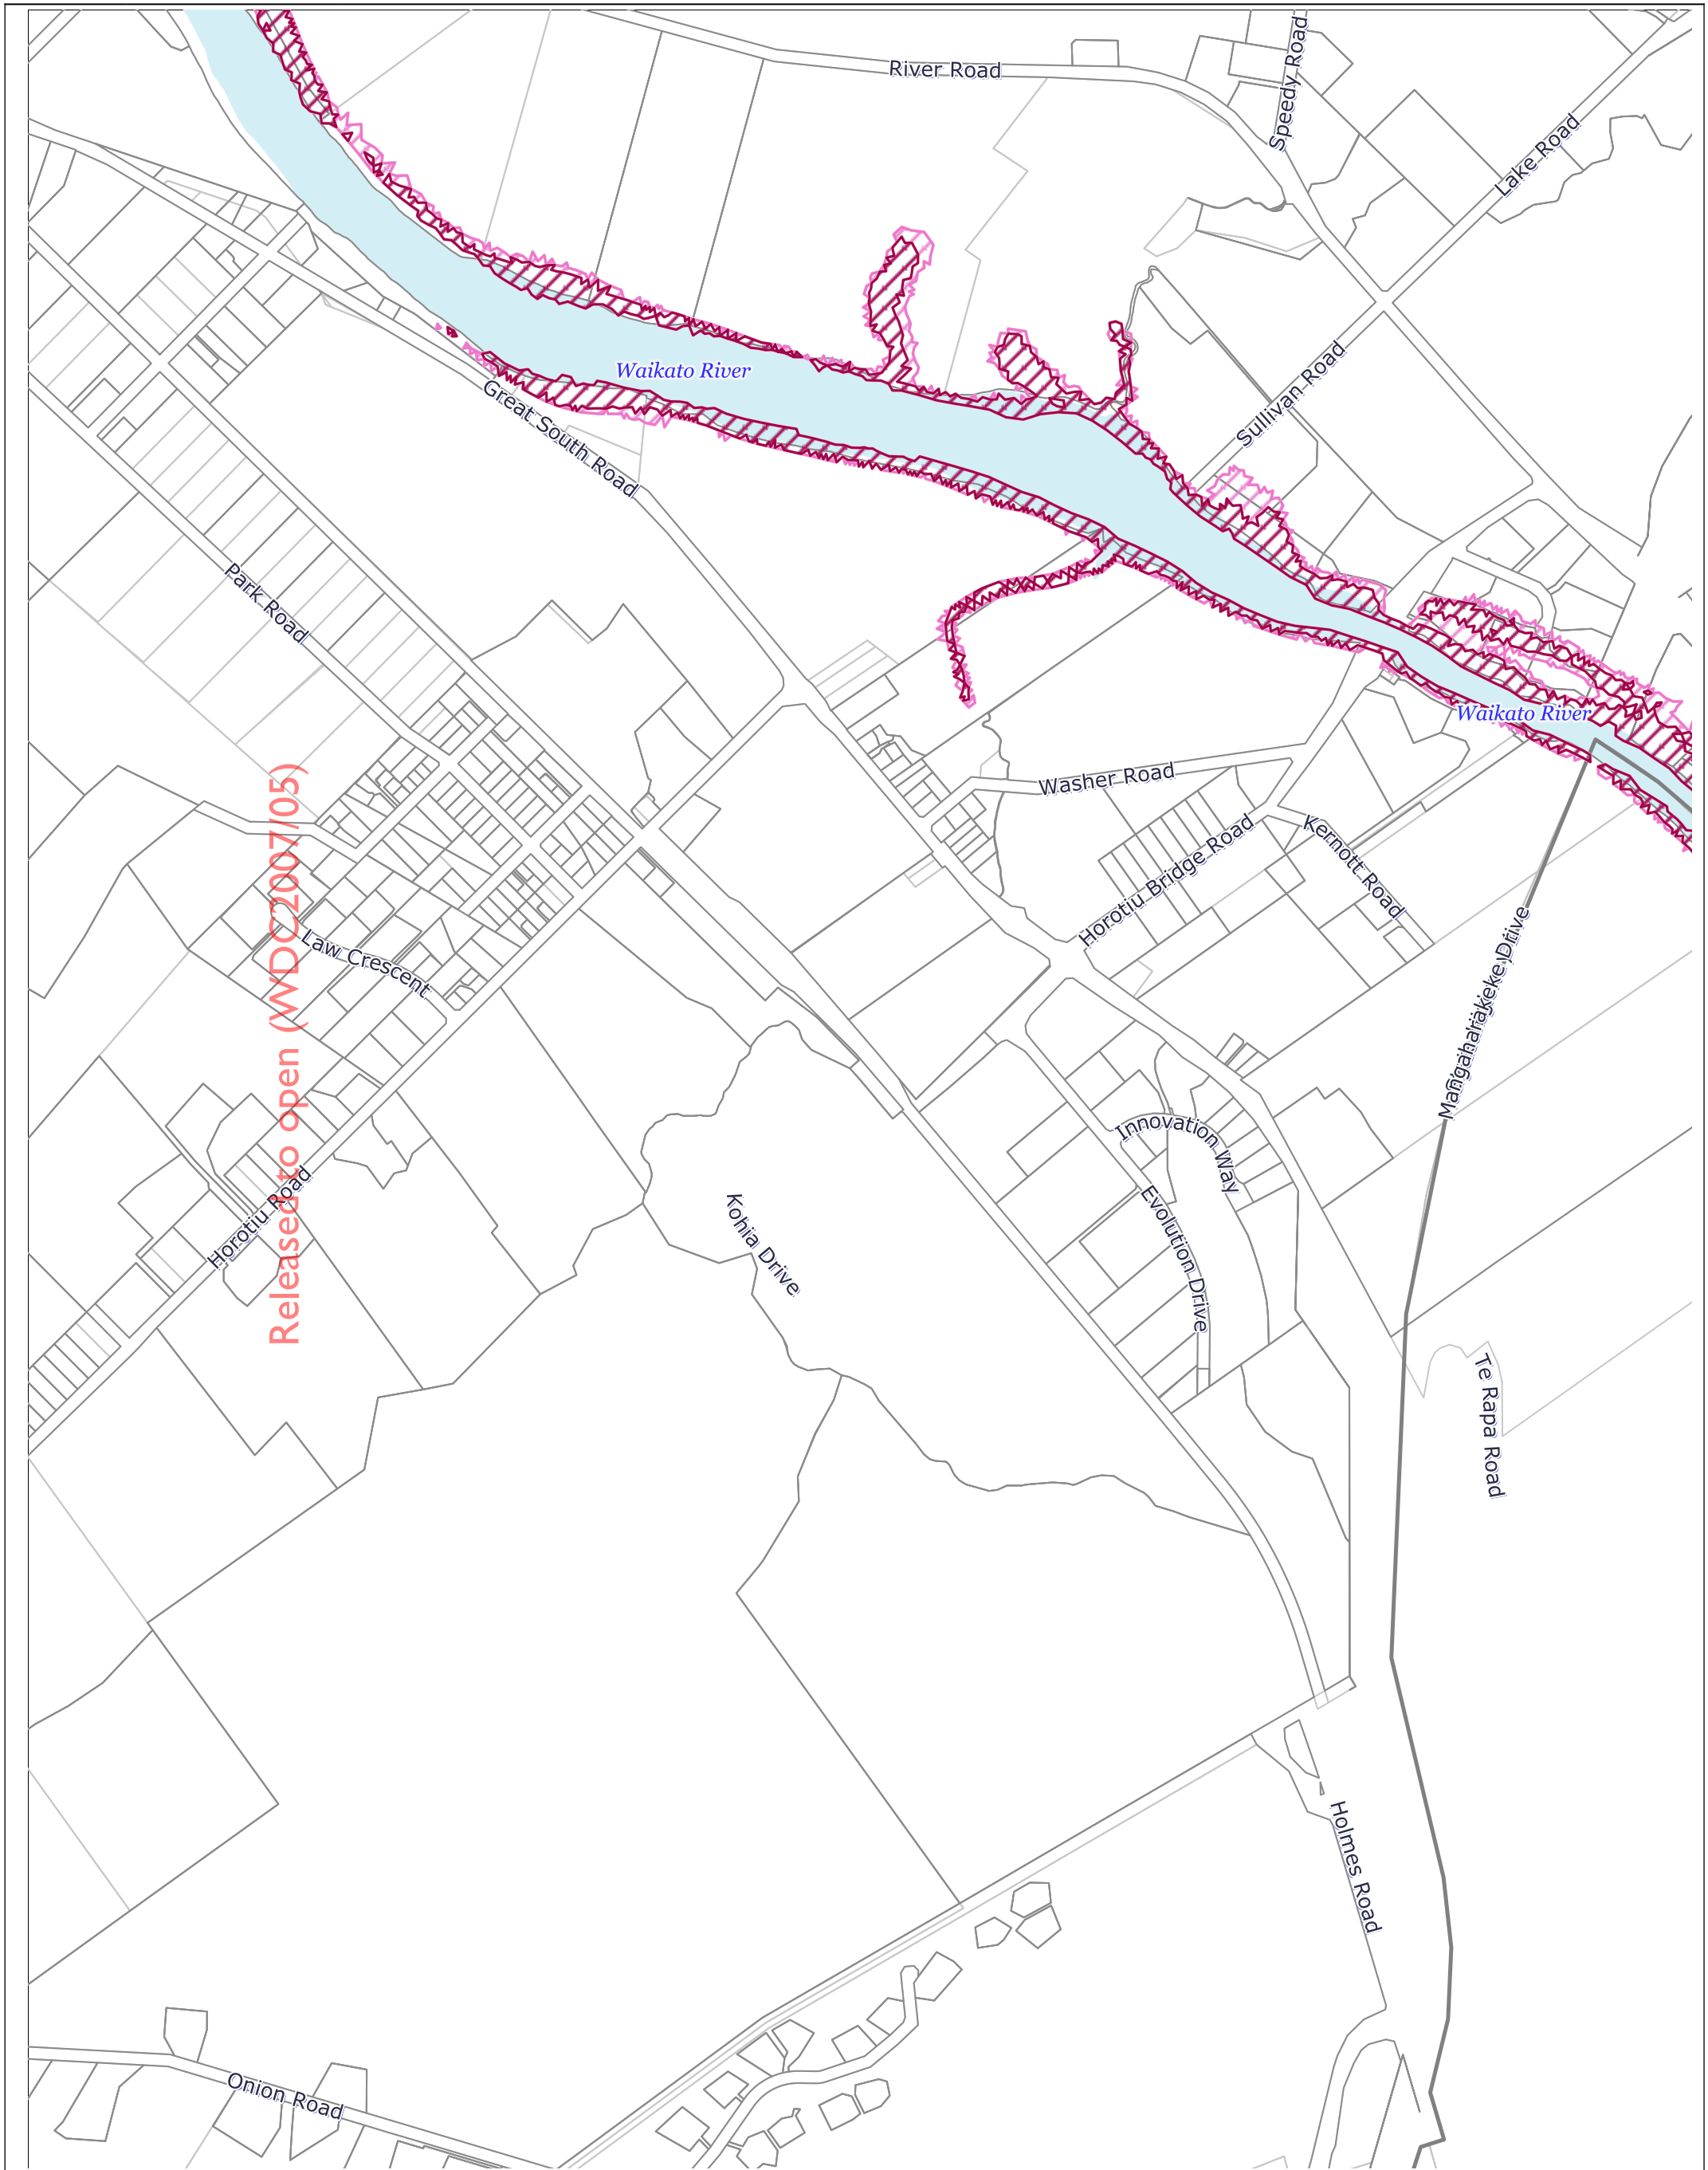 River Road
Speedy Road
Lake Road
Waikato River
Sullivan Road
Great South Road
Park Road
Waikato River
Washer Road
Horotiu Bridge Road
Kernott Road
Released to open (WDC2007/05)
Law Crescent
Drive
Innovation Way
Horotiu Road
Kohia Drive
Evolution Drive
Te Rapa Road
Holmes Road
Onion Road